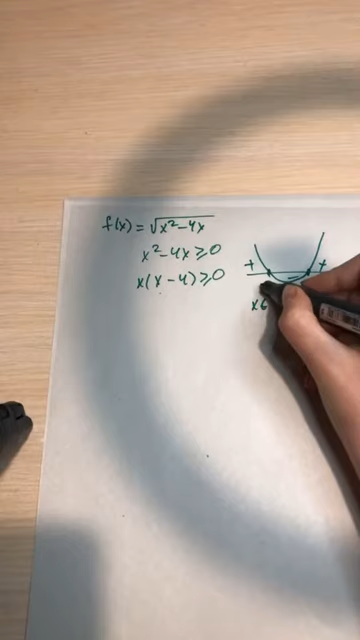 f(x) = √x²-4x
x²-4x ≥ 0
x(x-4) ≥ 0
+ - +
x